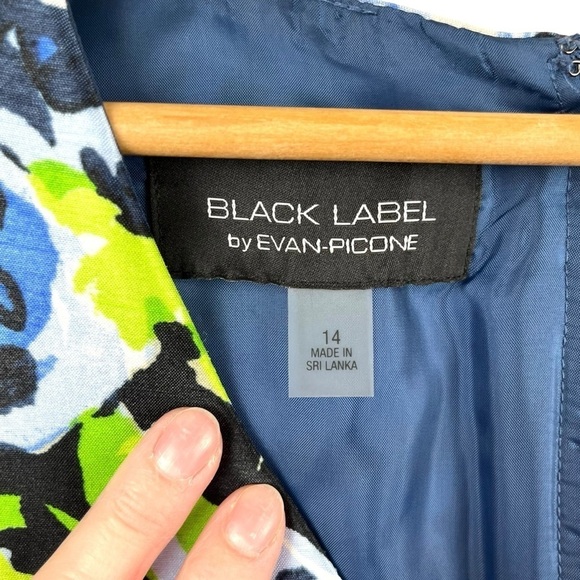 BLACK LABEL
by EVAN-PICONE
14
MADE IN
SRI LANKA